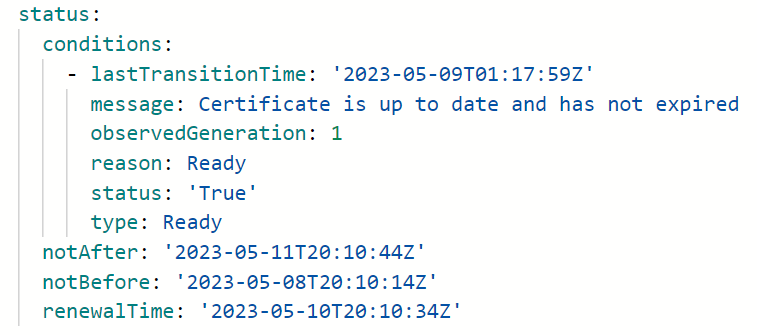 status:
conditions:
- lastTransitionTime: '2023-05-09T01:17:59Z'
message: Certificate is up to date and has not expired
observedGeneration: 1
reason: Ready
status: 'True'
type: Ready
notAfter: '2023-05-11T20:10:44Z'
notBefore: '2023-05-08T20:10:14Z'
renewalTime: '2023-05-10T20:10:34Z'